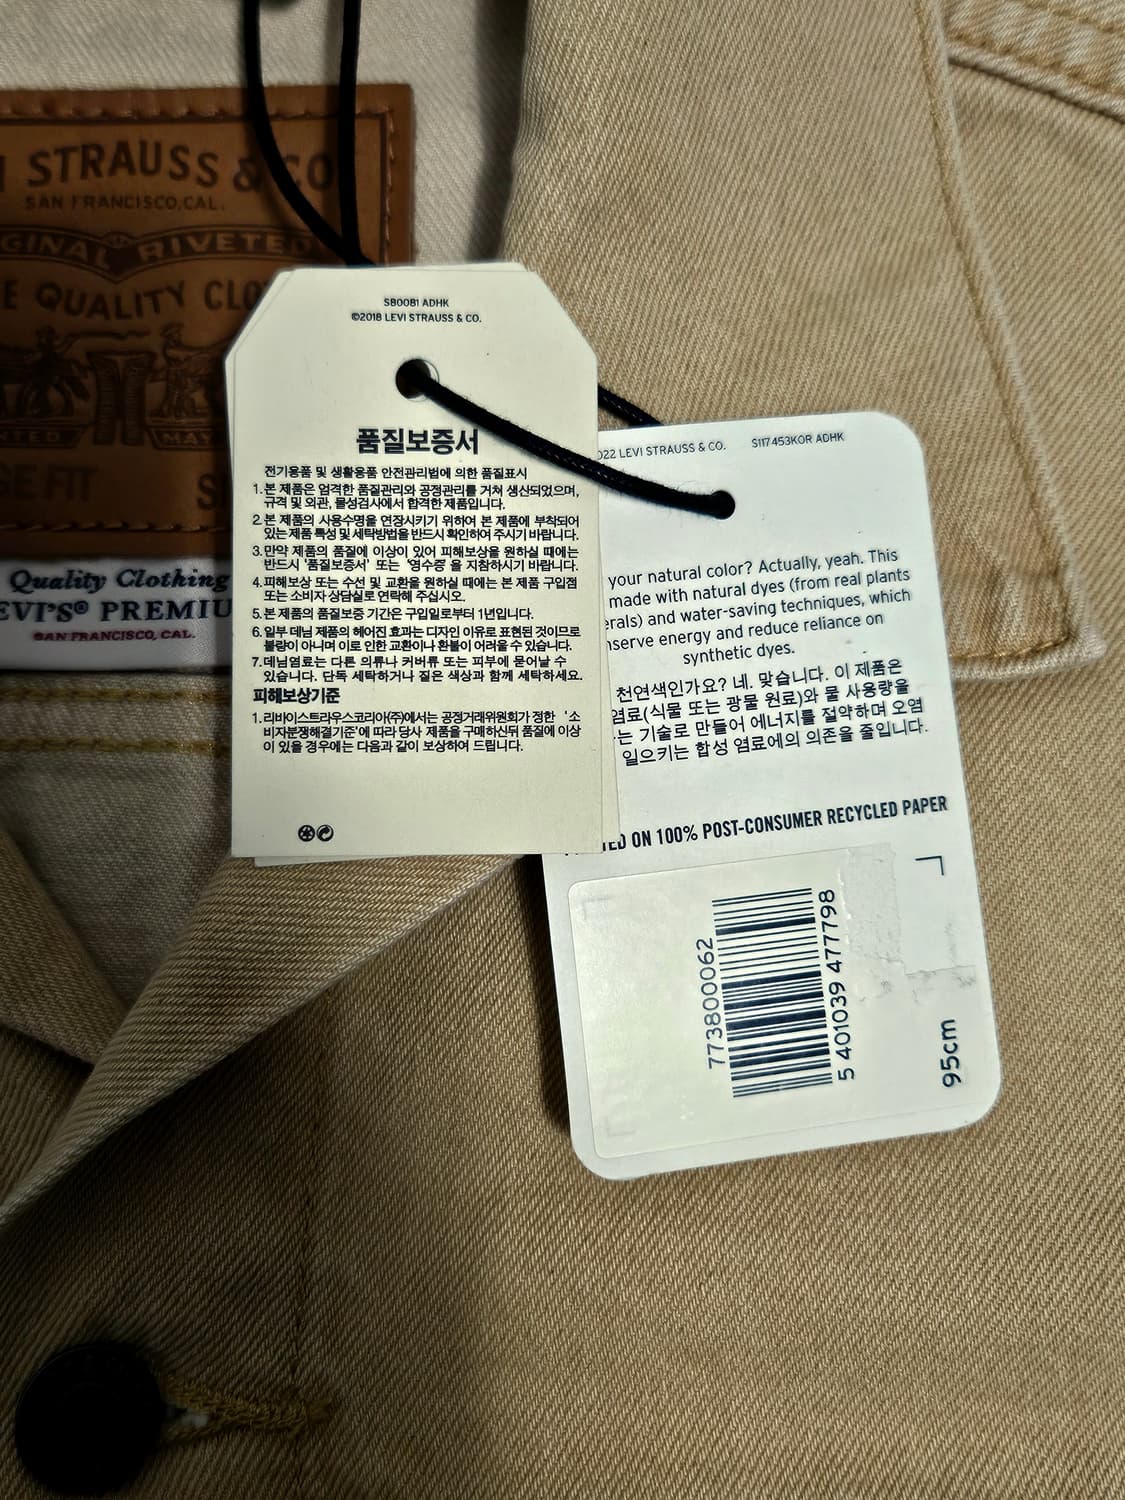 STRAUSS & CO
SAN FRANCISCO, CAL.
GINAL RIVETED
E QUALITY CLO
MAY
SE FIT
Quality Clothing
EVI'S® PREMIU
SAN FRANCISCO, CAL.
SB00B1 ADHK
©2018 LEVI STRAUSS & CO.
품질보증서
전기용품 및 생활용품 안전관리법에 의한 품질표시
1. 본 제품은 엄격한 품질관리와 공정관리를 거쳐 생산되었으며,
규격 및 외관, 물성검사에서 합격한 제품입니다.
2. 본 제품의 사용수명을 연장시키기 위하여 본 제품에 부착되어
있는 제품 특성 및 세탁방법을 반드시 확인하여 주시기 바랍니다.
3. 만약 제품의 품질에 이상이 있어 피해보상을 원하실 때에는
반드시 '품질보증서' 또는 '영수증'을 지참하시기 바랍니다.
4. 피해보상 또는 수선 및 교환을 원하실 때에는 본 제품 구입점
또는 소비자 상담실로 연락해 주십시오.
5. 본 제품의 품질보증 기간은 구입일로부터 1년입니다.
6. 일부 데님 제품의 헤어진 효과는 디자인 이유로 표현된 것이므로
불량이 아니며 이로 인한 교환이나 환불이 어려울 수 있습니다.
7. 데님염료는 다른 의류나 커버류 또는 피부에 묻어날 수
있습니다. 단독 세탁하거나 짙은 색상과 함께 세탁하세요.
피해보상기준
1. 리바이스트라우스코리아(주)에서는 공정거래위원회가 정한 '소
비자분쟁해결기준'에 따라 당사 제품을 구매하신뒤 품질에 이상
이 있을 경우에는 다음과 같이 보상하여 드립니다.
022 LEVI STRAUSS & CO. S117453KOR ADHK
your natural color? Actually, yeah. This
made with natural dyes (from real plants
erals) and water-saving techniques, which
nserve energy and reduce reliance on
synthetic dyes.
천연색인가요? 네. 맞습니다. 이 제품은
염료(식물 또는 광물 원료)와 물 사용량을
는 기술로 만들어 에너지를 절약하며 오염
일으키는 합성 염료에의 의존을 줄입니다.
TED ON 100% POST-CONSUMER RECYCLED PAPER
773800062
5 401039 477798
95cm